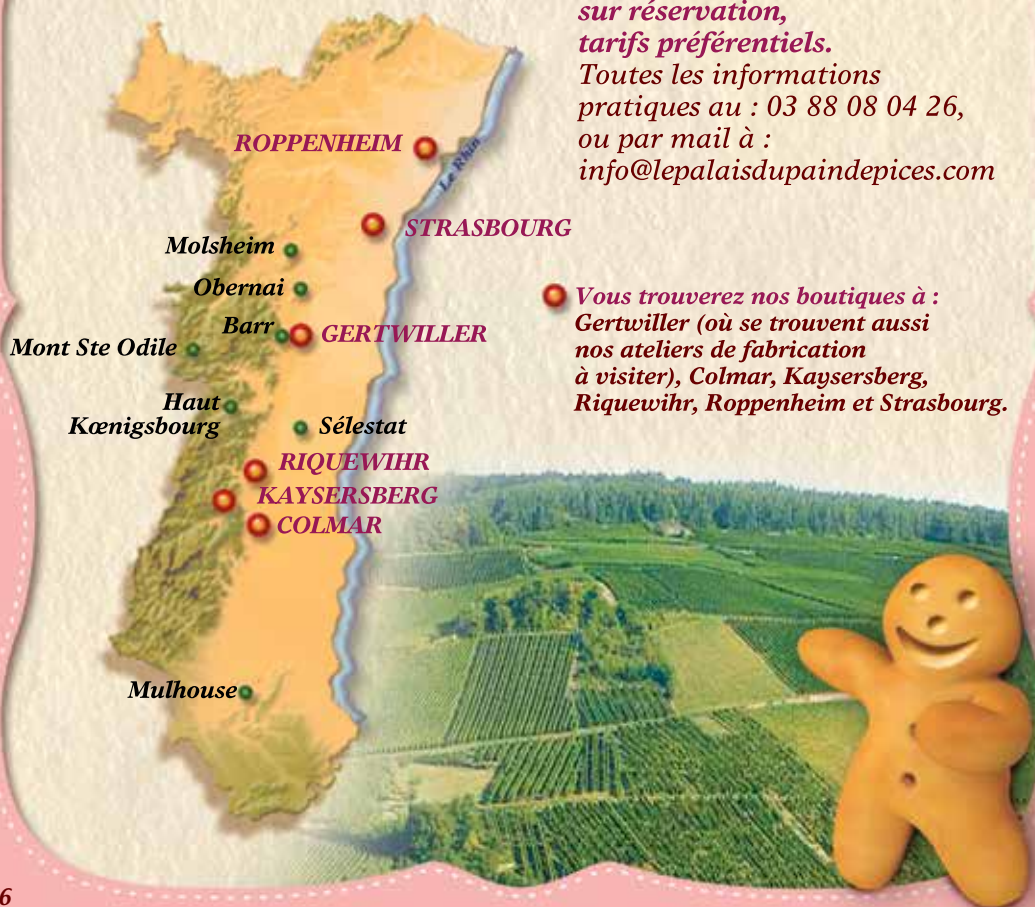 sur réservation,
tarifs préférentiels.
Toutes les informations
pratiques au : 03 88 08 04 26,
ou par mail à :
info@lepalaisdupaindepices.com
ROPPENHEIM
Le Rhin
STRASBOURG
Molsheim
Obernai
Barr
GERTWILLER
Mont Ste Odile
Haut
Kœnigsbourg
Sélestat
RIQUEWIHR
KAYSERSBERG
COLMAR
Mulhouse
Vous trouverez nos boutiques à :
Gertwiller (où se trouvent aussi
nos ateliers de fabrication
à visiter), Colmar, Kaysersberg,
Riquewihr, Roppenheim et Strasbourg.
6